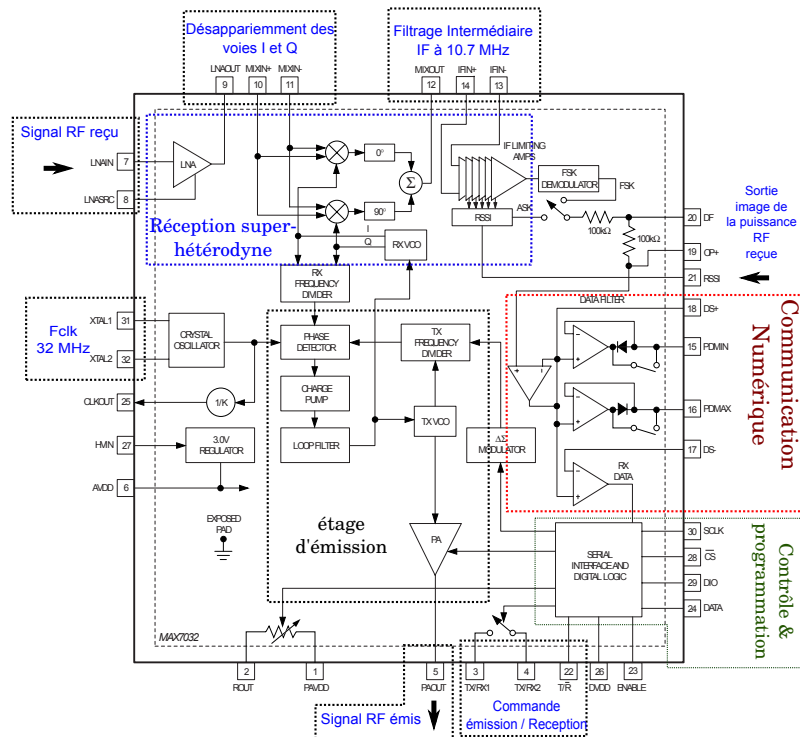 Désappariemment des
voies I et Q
Filtrage Intermédiaire
IF à 10.7 MHz
LNAOUT
MIXIN+
MIXIN-
MIXOUT
IFIN+
IFIN-
9
10
11
12
14
13
Signal RF reçu
LNAIN
7
LNASRC
8
LNA
0°
90°
Σ
IF LIMITING
AMPS
FSK
DEMODULATOR
FSK
ASK
RSSI
100kΩ
100kΩ
20
DF
19
OP+
21
RSSI
Sortie
image de
la puissance
RF
reçue
Réception super-
hétérodyne
I
Q
RX VCO
RX
FREQUENCY
DIVIDER
Fclk
32 MHz
XTAL1
31
XTAL2
32
CRYSTAL
OSCILLATOR
PHASE
DETECTOR
TX
FREQUENCY
DIVIDER
CHARGE
PUMP
LOOP FILTER
TX VCO
ΔΣ
MODULATOR
CLKOUT
25
1/K
HVIN
27
3.0V
REGULATOR
AVDD
6
EXPOSED
PAD
étage
d'émission
PA
DATA FILTER
18
DS+
15
PDMIN
16
PDMAX
17
DS-
RX
DATA
Communication
Numérique
SERIAL
INTERFACE AND
DIGITAL LOGIC
30
SCLK
28
CS
29
DIO
24
DATA
Contrôle &
programmation
MAX7032
2
1
5
3
4
22
26
23
ROUT
PAVDD
PAOUT
TX/RX1
TX/RX2
T/R
DVDD
ENABLE
Signal RF émis
Commande
émission / Reception